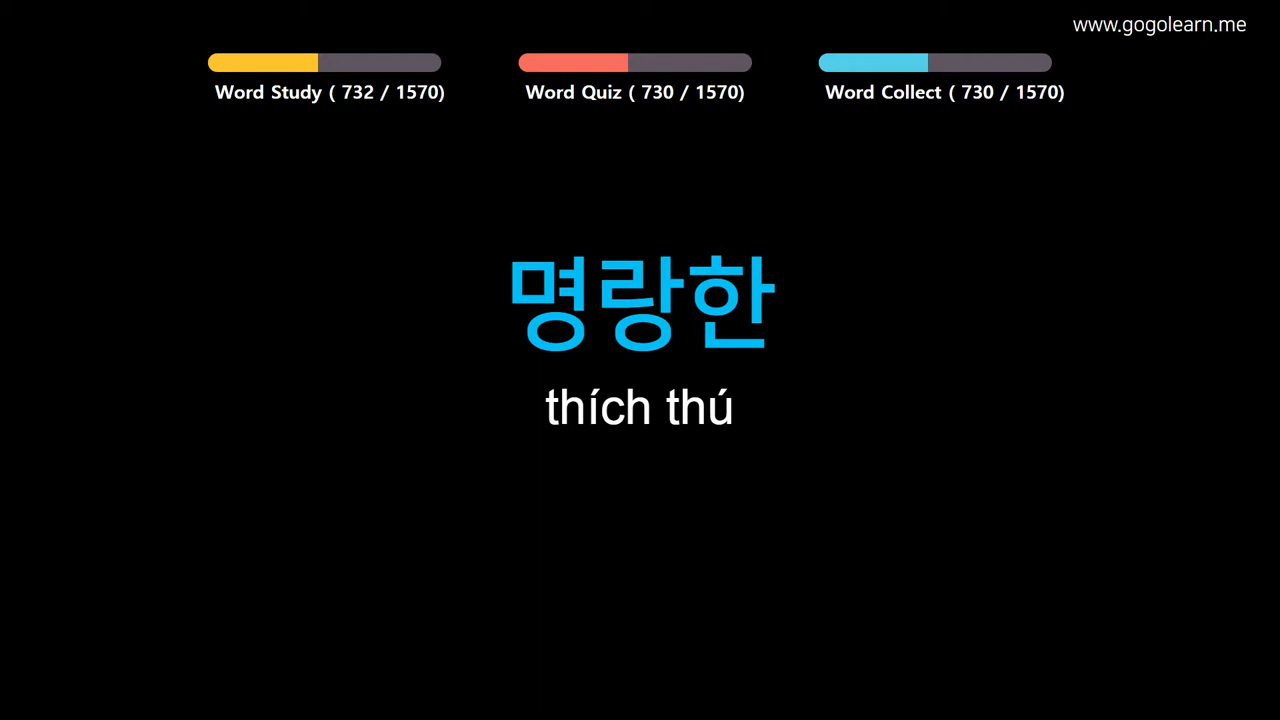 www.gogolearn.me
Word Study ( 732 / 1570)
Word Quiz ( 730 / 1570)
Word Collect ( 730 / 1570)
명랑한
thích thú